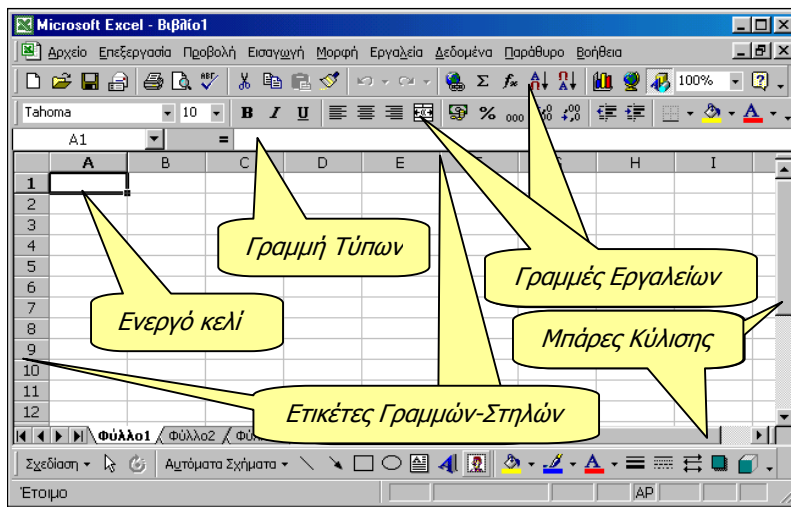 Microsoft Excel - Βιβλίο1
Αρχείο Επεξεργασία Προβολή Εισαγωγή Μορφή Εργαλεία Δεδομένα Παράθυρο Βοήθεια
100%
Tahoma 10 B I U % 000
A1 =
A B C D E H I
1
2
3
4
5
6
7
8
9
10
11
12
Γραμμή Τύπων
Γραμμές Εργαλείων
Ενεργό κελί
Μπάρες Κύλισης
Ετικέτες Γραμμών-Στηλών
Φύλλο1 Φύλλο2
Σχεδίαση Αυτόματα Σχήματα
Έτοιμο AP